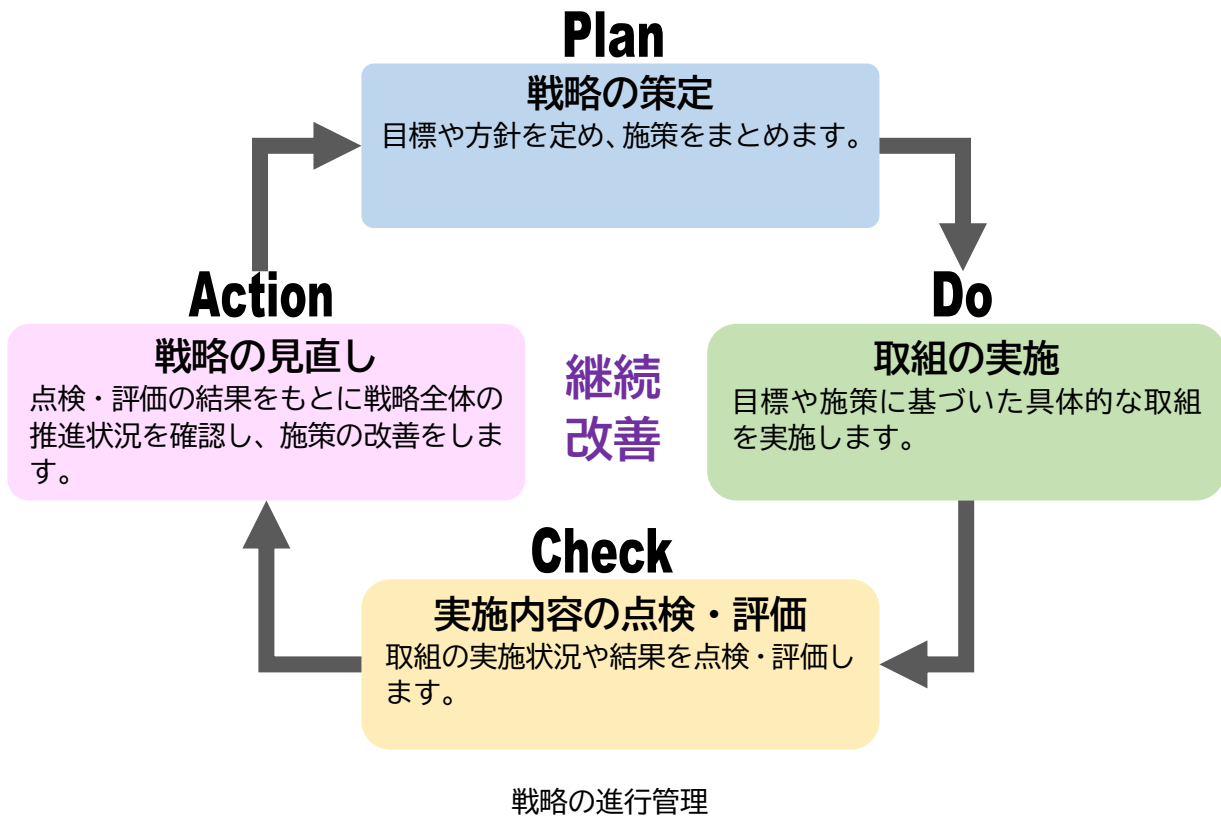 Plan
戦略の策定
目標や方針を定め、施策をまとめます。
Do
取組の実施
目標や施策に基づいた具体的な取組
を実施します。
Check
実施内容の点検・評価
取組の実施状況や結果を点検・評価し
ます。
Action
戦略の見直し
点検・評価の結果をもとに戦略全体の
推進状況を確認し、施策の改善をしま
す。
継続
改善
戦略の進行管理